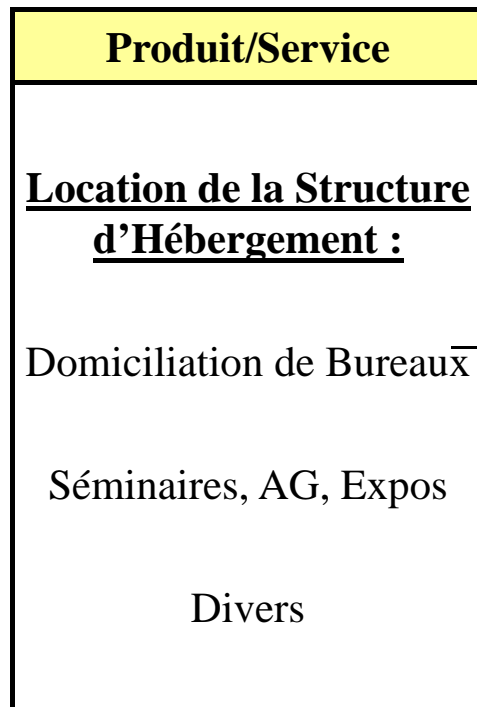 Produit/Service
Location de la Structure
d’Hébergement :
Domiciliation de Bureaux
Séminaires, AG, Expos
Divers